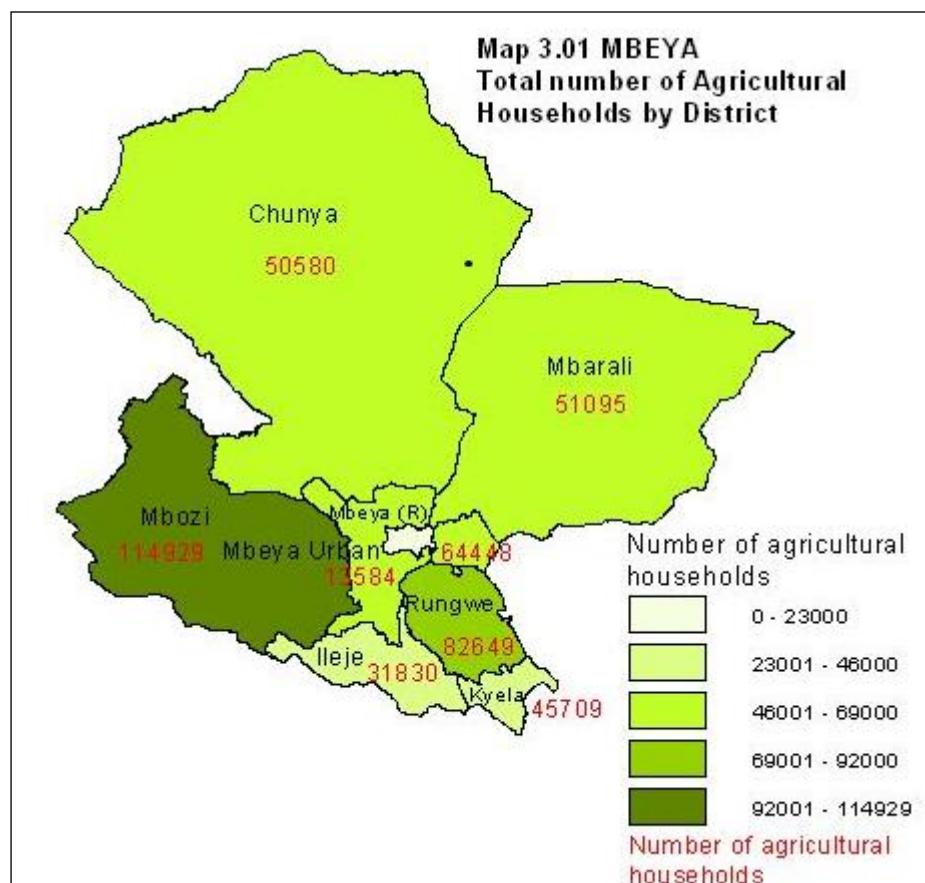 Map 3.01 MBEYA
Total number of Agricultural
Households by District
Chunya
50580
Mbarali
51095
Mbozi
114929
Mbeya (R)
64448
Mbeya Urban
13584
Rungwe
82649
Ileje
31830
Kyela
45709
Number of agricultural
households
0 - 23000
23001 - 46000
46001 - 69000
69001 - 92000
92001 - 114929
Number of agricultural
households